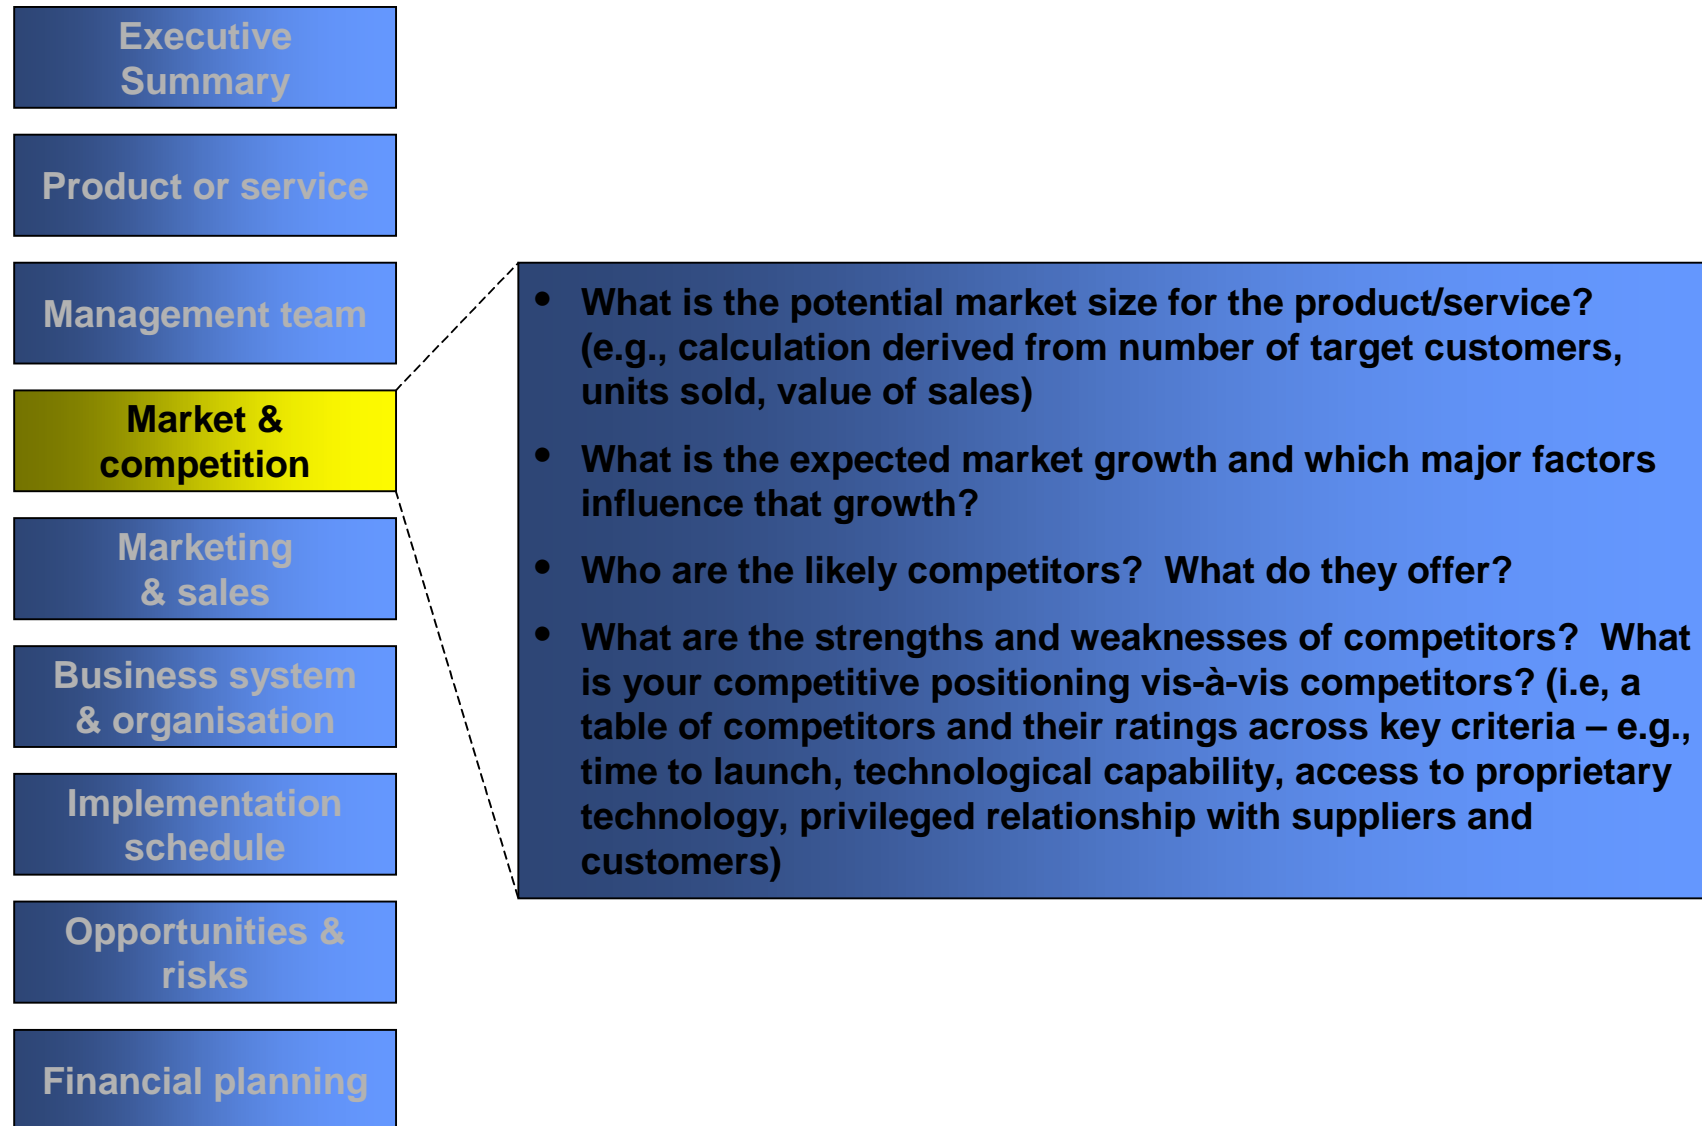 Executive
Summary
Product or service
Management team
Market &
competition
Marketing
& sales
Business system
& organisation
Implementation
schedule
Opportunities &
risks
Financial planning
• What is the potential market size for the product/service?
(e.g., calculation derived from number of target customers,
units sold, value of sales)
• What is the expected market growth and which major factors
influence that growth?
• Who are the likely competitors?  What do they offer?
• What are the strengths and weaknesses of competitors?  What
is your competitive positioning vis-à-vis competitors? (i.e, a
table of competitors and their ratings across key criteria – e.g.,
time to launch, technological capability, access to proprietary
technology, privileged relationship with suppliers and
customers)